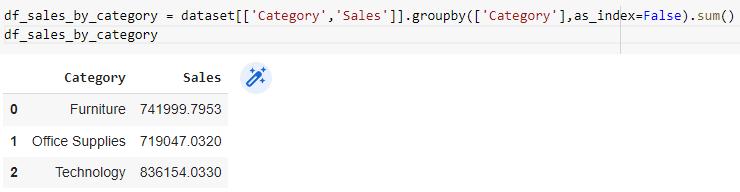 df_sales_by_category = dataset[['Category','Sales']].groupby(['Category'],as_index=False).sum()
df_sales_by_category
Category Sales
0 Furniture 741999.7953
1 Office Supplies 719047.0320
2 Technology 836154.0330